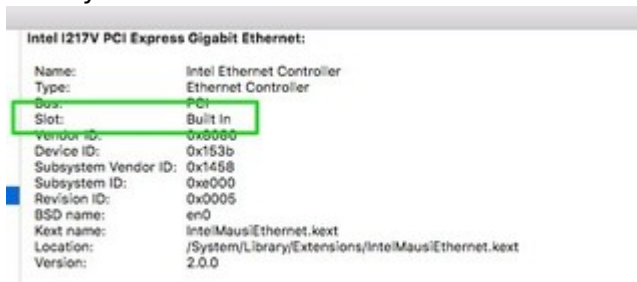 Intel I217V PCI Express Gigabit Ethernet:
Name: Intel Ethernet Controller
Type: Ethernet Controller
Bus: PCI
Slot: Built In
Vendor ID: 0x8086
Device ID: 0x153b
Subsystem Vendor ID: 0x1458
Subsystem ID: 0xe000
Revision ID: 0x0005
BSD name: en0
Kext name: IntelMausiEthernet.kext
Location: /System/Library/Extensions/IntelMausiEthernet.kext
Version: 2.0.0